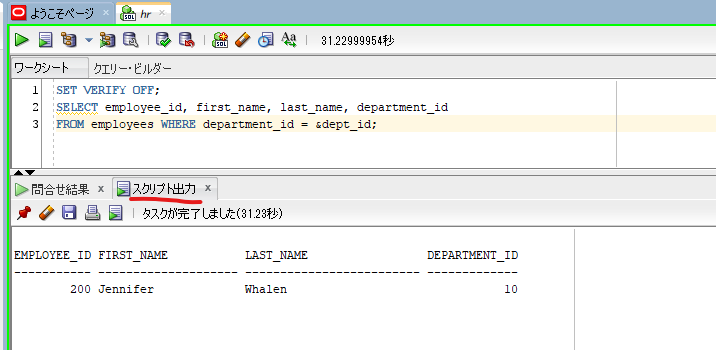 ようこそページ × hr ×
SQL 31.22999954秒
ワークシート クエリー・ビルダー
1 SET VERIFY OFF;
2 SELECT employee_id, first_name, last_name, department_id
3 FROM employees WHERE department_id = &dept_id;
問合せ結果 × スクリプト出力 ×
タスクが完了しました(31.23秒)
EMPLOYEE_ID FIRST_NAME LAST_NAME DEPARTMENT_ID
----------- -------------------- ------------------------- -------------
200 Jennifer Whalen 10